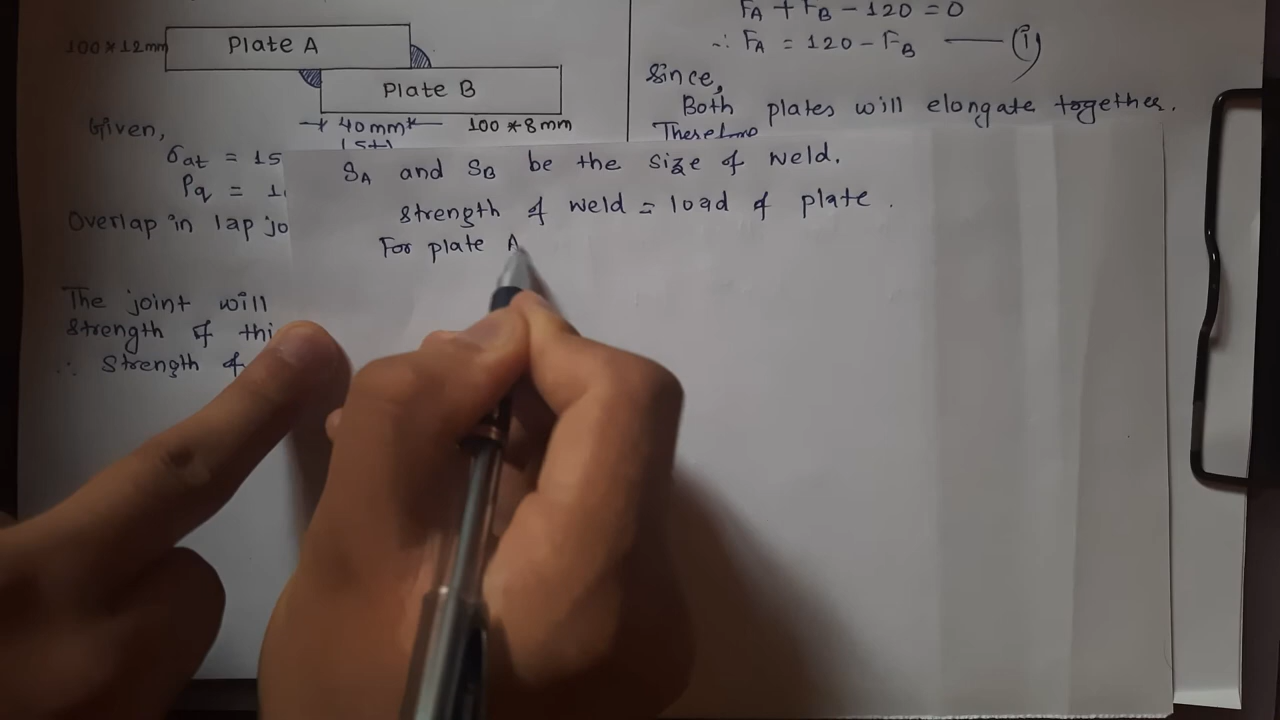 100*12mm
Plate A
Plate B
40mm
100*8mm
Given,
σat = 15
Pq = 1
Overlap in lap jo
The joint will
Strength of thi
∴ Strength of
FA + FB - 120 = 0
∴ FA = 120 - FB — (i)
Since,
Both plates will elongate together.
SA and SB be the size of weld.
Strength of weld = load of plate.
For plate A